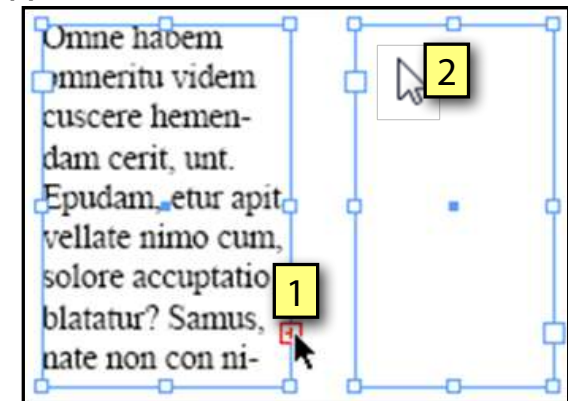 Omne habem
omneritu videm
cuscere hemen-
dam cerit, unt.
Epudam, etur apit
vellate nimo cum,
solore accuptatio
blatatur? Samus,
nate non con ni-
1
2